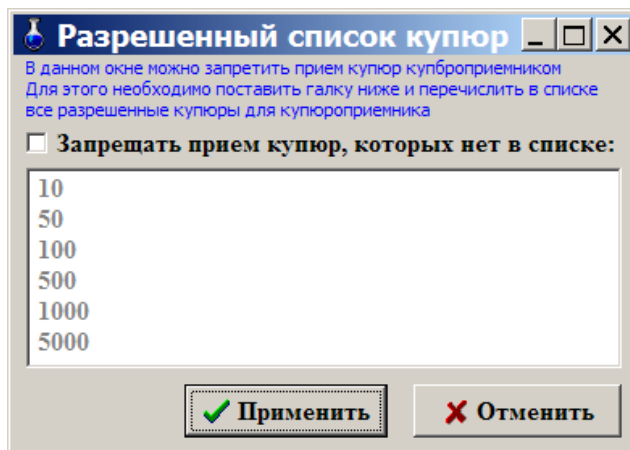 Разрешенный список купюр
В данном окне можно запретить прием купюр купброприемником
Для этого необходимо поставить галку ниже и перечислить в списке
все разрешенные купюры для купюроприемника
Запрещать прием купюр, которых нет в списке:
10
50
100
500
1000
5000
Применить
Отменить